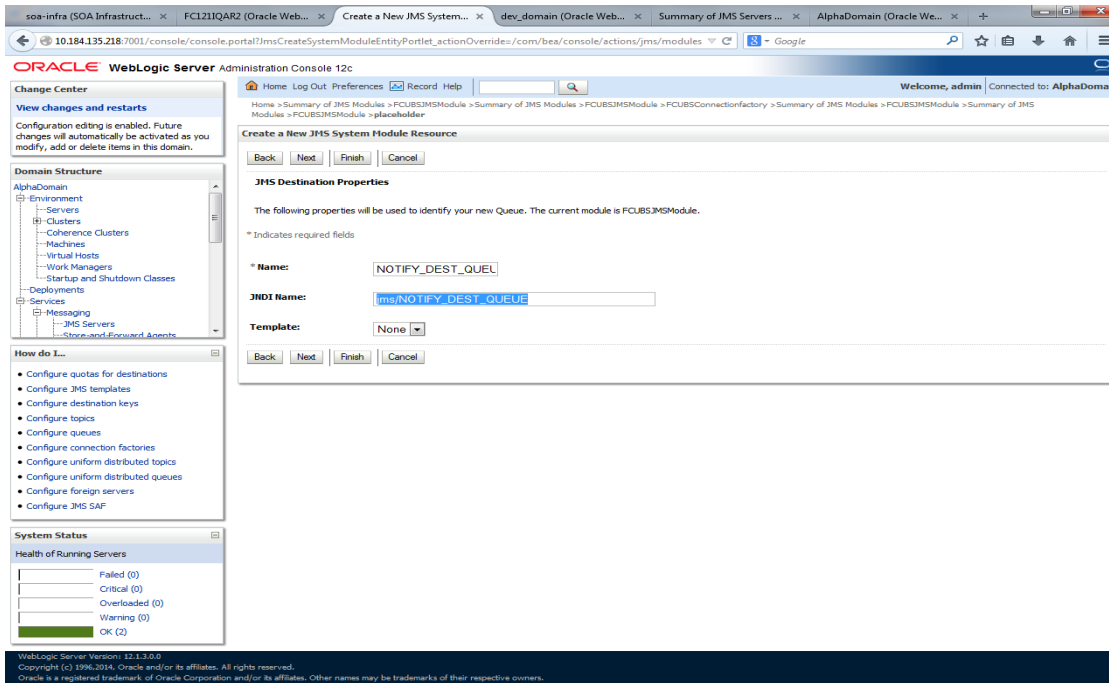 soa-infra (SOA Infrastruct... × FC121IQAR2 (Oracle Web... × Create a New JMS System... × dev_domain (Oracle Web... × Summary of JMS Servers ... × AlphaDomain (Oracle We... × +
10.184.135.218:7001/console/console.portal?JmsCreateSystemModuleEntityPortlet_actionOverride=/com/bea/console/actions/jms/modules Google
ORACLE WebLogic Server Administration Console 12c
Change Center
View changes and restarts
Configuration editing is enabled. Future
changes will automatically be activated as you
modify, add or delete items in this domain.
Domain Structure
AlphaDomain
Environment
Servers
Clusters
Coherence Clusters
Machines
Virtual Hosts
Work Managers
Startup and Shutdown Classes
Deployments
Services
Messaging
JMS Servers
Store-and-Forward Agents
How do I...
• Configure quotas for destinations
• Configure JMS templates
• Configure destination keys
• Configure topics
• Configure queues
• Configure connection factories
• Configure uniform distributed topics
• Configure uniform distributed queues
• Configure foreign servers
• Configure JMS SAF
System Status
Health of Running Servers
Failed (0)
Critical (0)
Overloaded (0)
Warning (0)
OK (2)
Home Log Out Preferences Record Help
Welcome, admin Connected to: AlphaDoma
Home >Summary of JMS Modules >FCUBSJMSModule >Summary of JMS Modules >FCUBSJMSModule >FCUBSConnectionfactory >Summary of JMS Modules >FCUBSJMSModule >Summary of JMS
Modules >FCUBSJMSModule >placeholder
Create a New JMS System Module Resource
Back Next Finish Cancel
JMS Destination Properties
The following properties will be used to identify your new Queue. The current module is FCUBSJMSModule.
* Indicates required fields
* Name: NOTIFY_DEST_QUEU
JNDI Name: jms/NOTIFY_DEST_QUEUE
Template: None
Back Next Finish Cancel
WebLogic Server Version: 12.1.3.0.0
Copyright (c) 1996,2014, Oracle and/or its affiliates. All rights reserved.
Oracle is a registered trademark of Oracle Corporation and/or its affiliates. Other names may be trademarks of their respective owners.